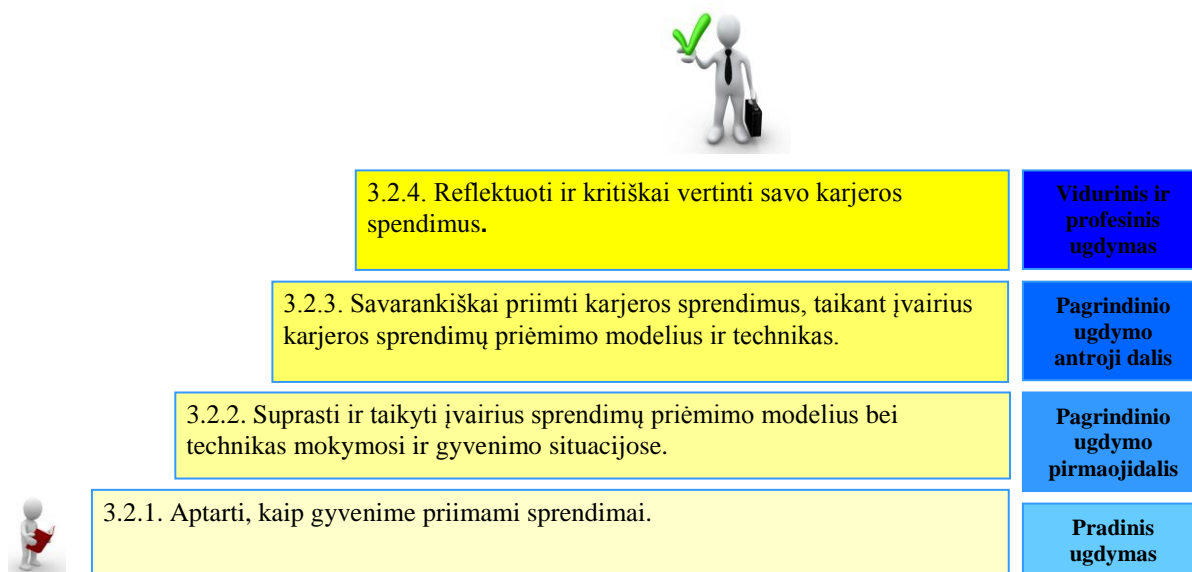 3.2.4. Reflektuoti ir kritiškai vertinti savo karjeros
spendimus.
Vidurinis ir
profesinis
ugdymas
3.2.3. Savarankiškai priimti karjeros sprendimus, taikant įvairius
karjeros sprendimų priėmimo modelius ir technikas.
Pagrindinio
ugdymo
antroji dalis
3.2.2. Suprasti ir taikyti įvairius sprendimų priėmimo modelius bei
technikas mokymosi ir gyvenimo situacijose.
Pagrindinio
ugdymo
pirmaojidalis
3.2.1. Aptarti, kaip gyvenime priimami sprendimai.
Pradinis
ugdymas